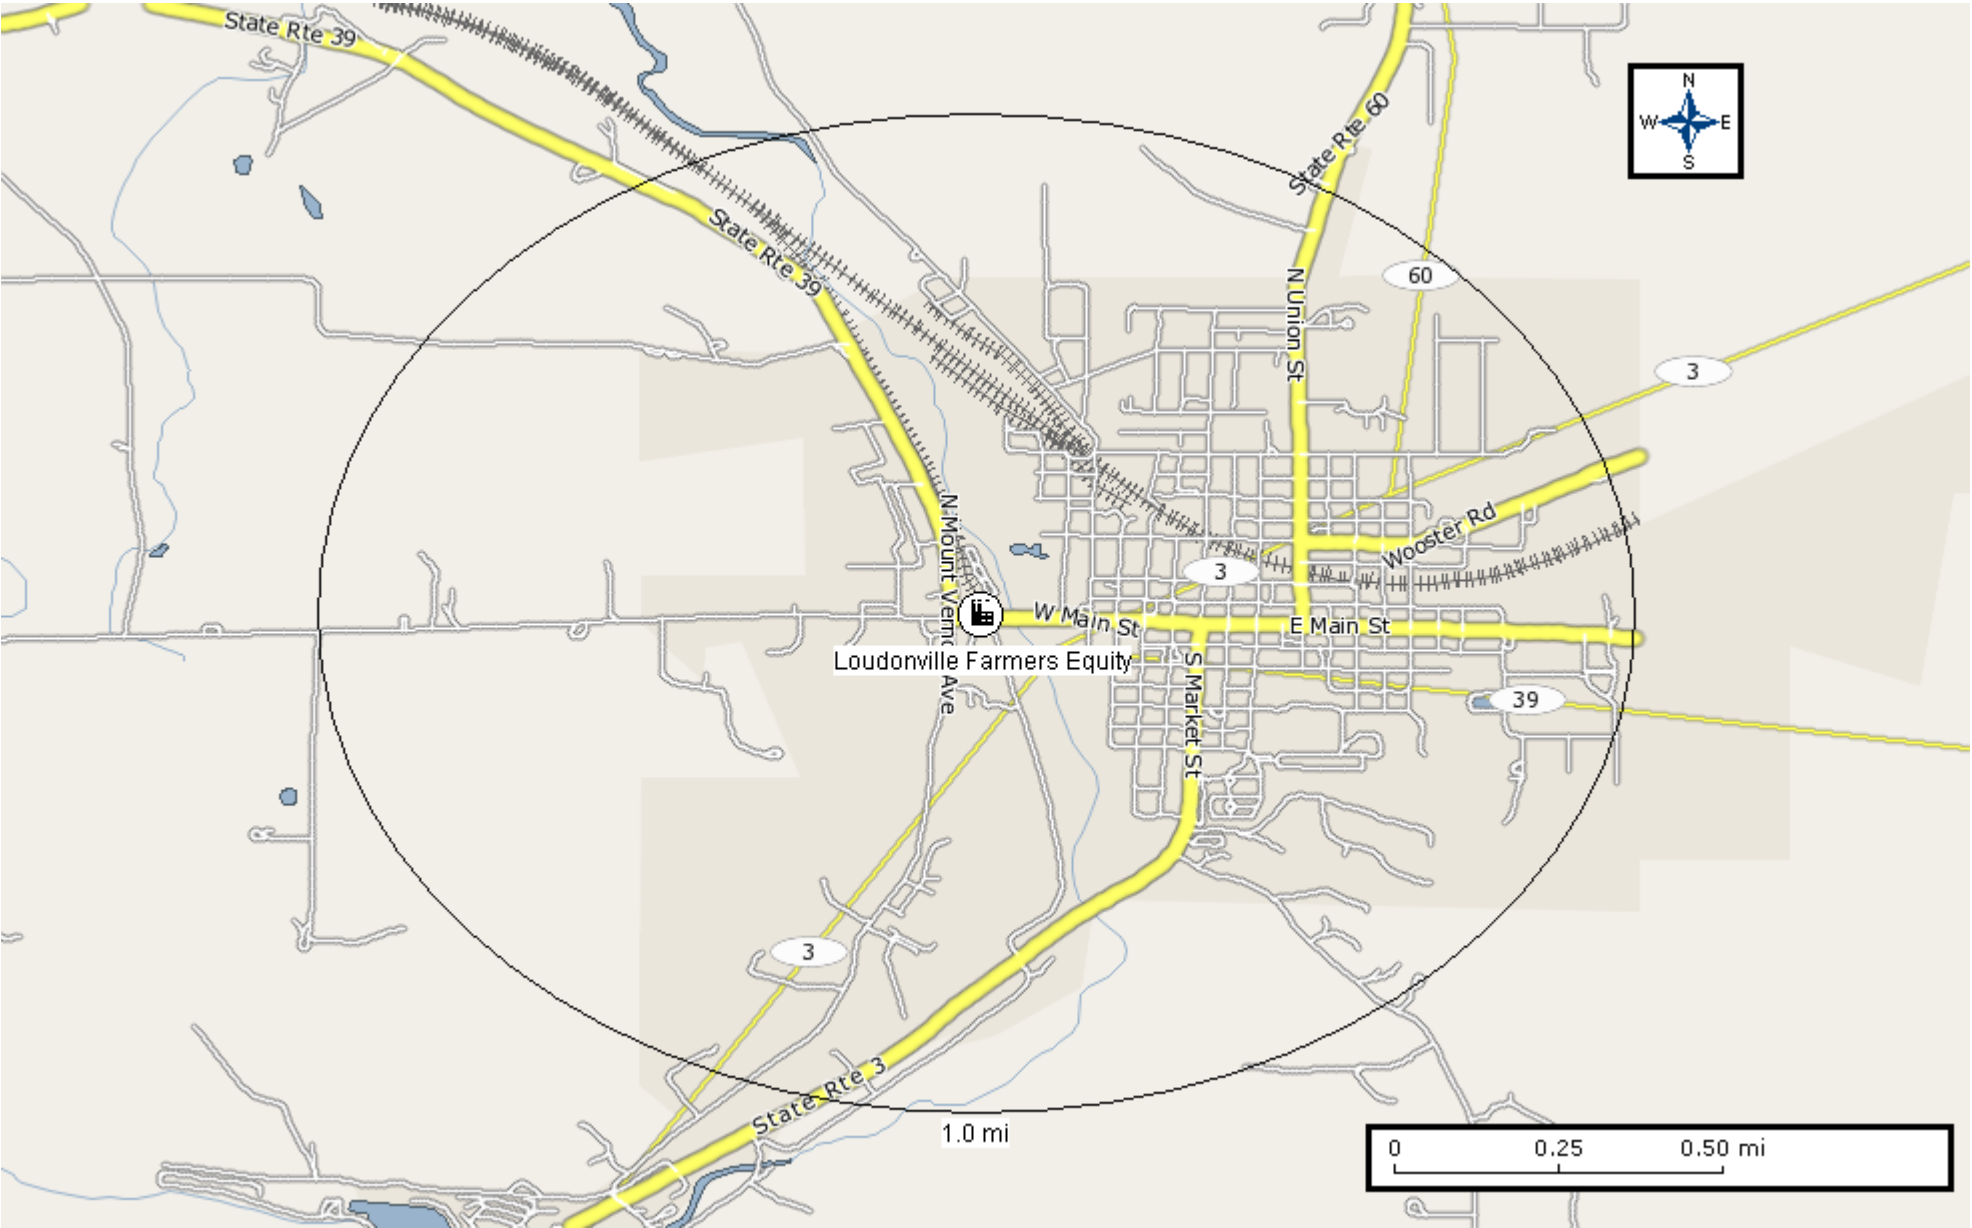 State Rte 39
N
W E
S
State Rte 60
State Rte 39
60
N Union St
3
N Mount Vernon Ave
Wooster Rd
3
W Main St
E Main St
Loudonville Farmers Equity
S Market St
39
3
State Rte 3
1.0 mi
0 0.25 0.50 mi